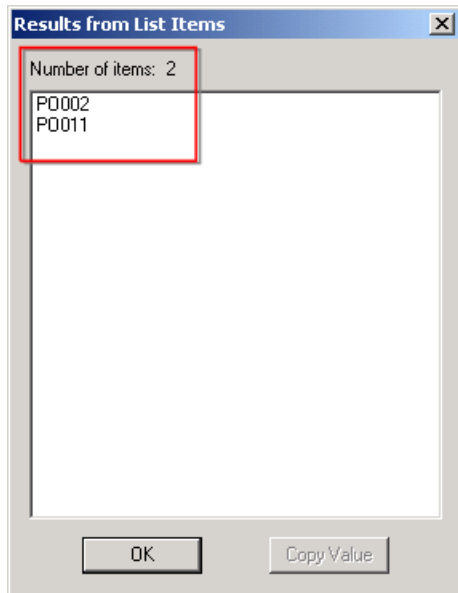 Results from List Items
Number of items: 2
PO002
PO011
OK
Copy Value